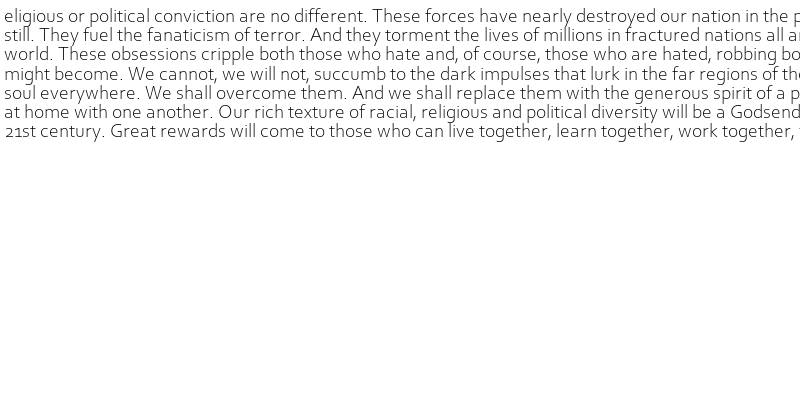 eligious or political conviction are no different. These forces have nearly destroyed our nation in the p
still. They fuel the fanaticism of terror. And they torment the lives of millions in fractured nations all a
world. These obsessions cripple both those who hate and, of course, those who are hated, robbing bo
might become. We cannot, we will not, succumb to the dark impulses that lurk in the far regions of th
soul everywhere. We shall overcome them. And we shall replace them with the generous spirit of a p
at home with one another. Our rich texture of racial, religious and political diversity will be a Godsend
21st century. Great rewards will come to those who can live together, learn together, work together,